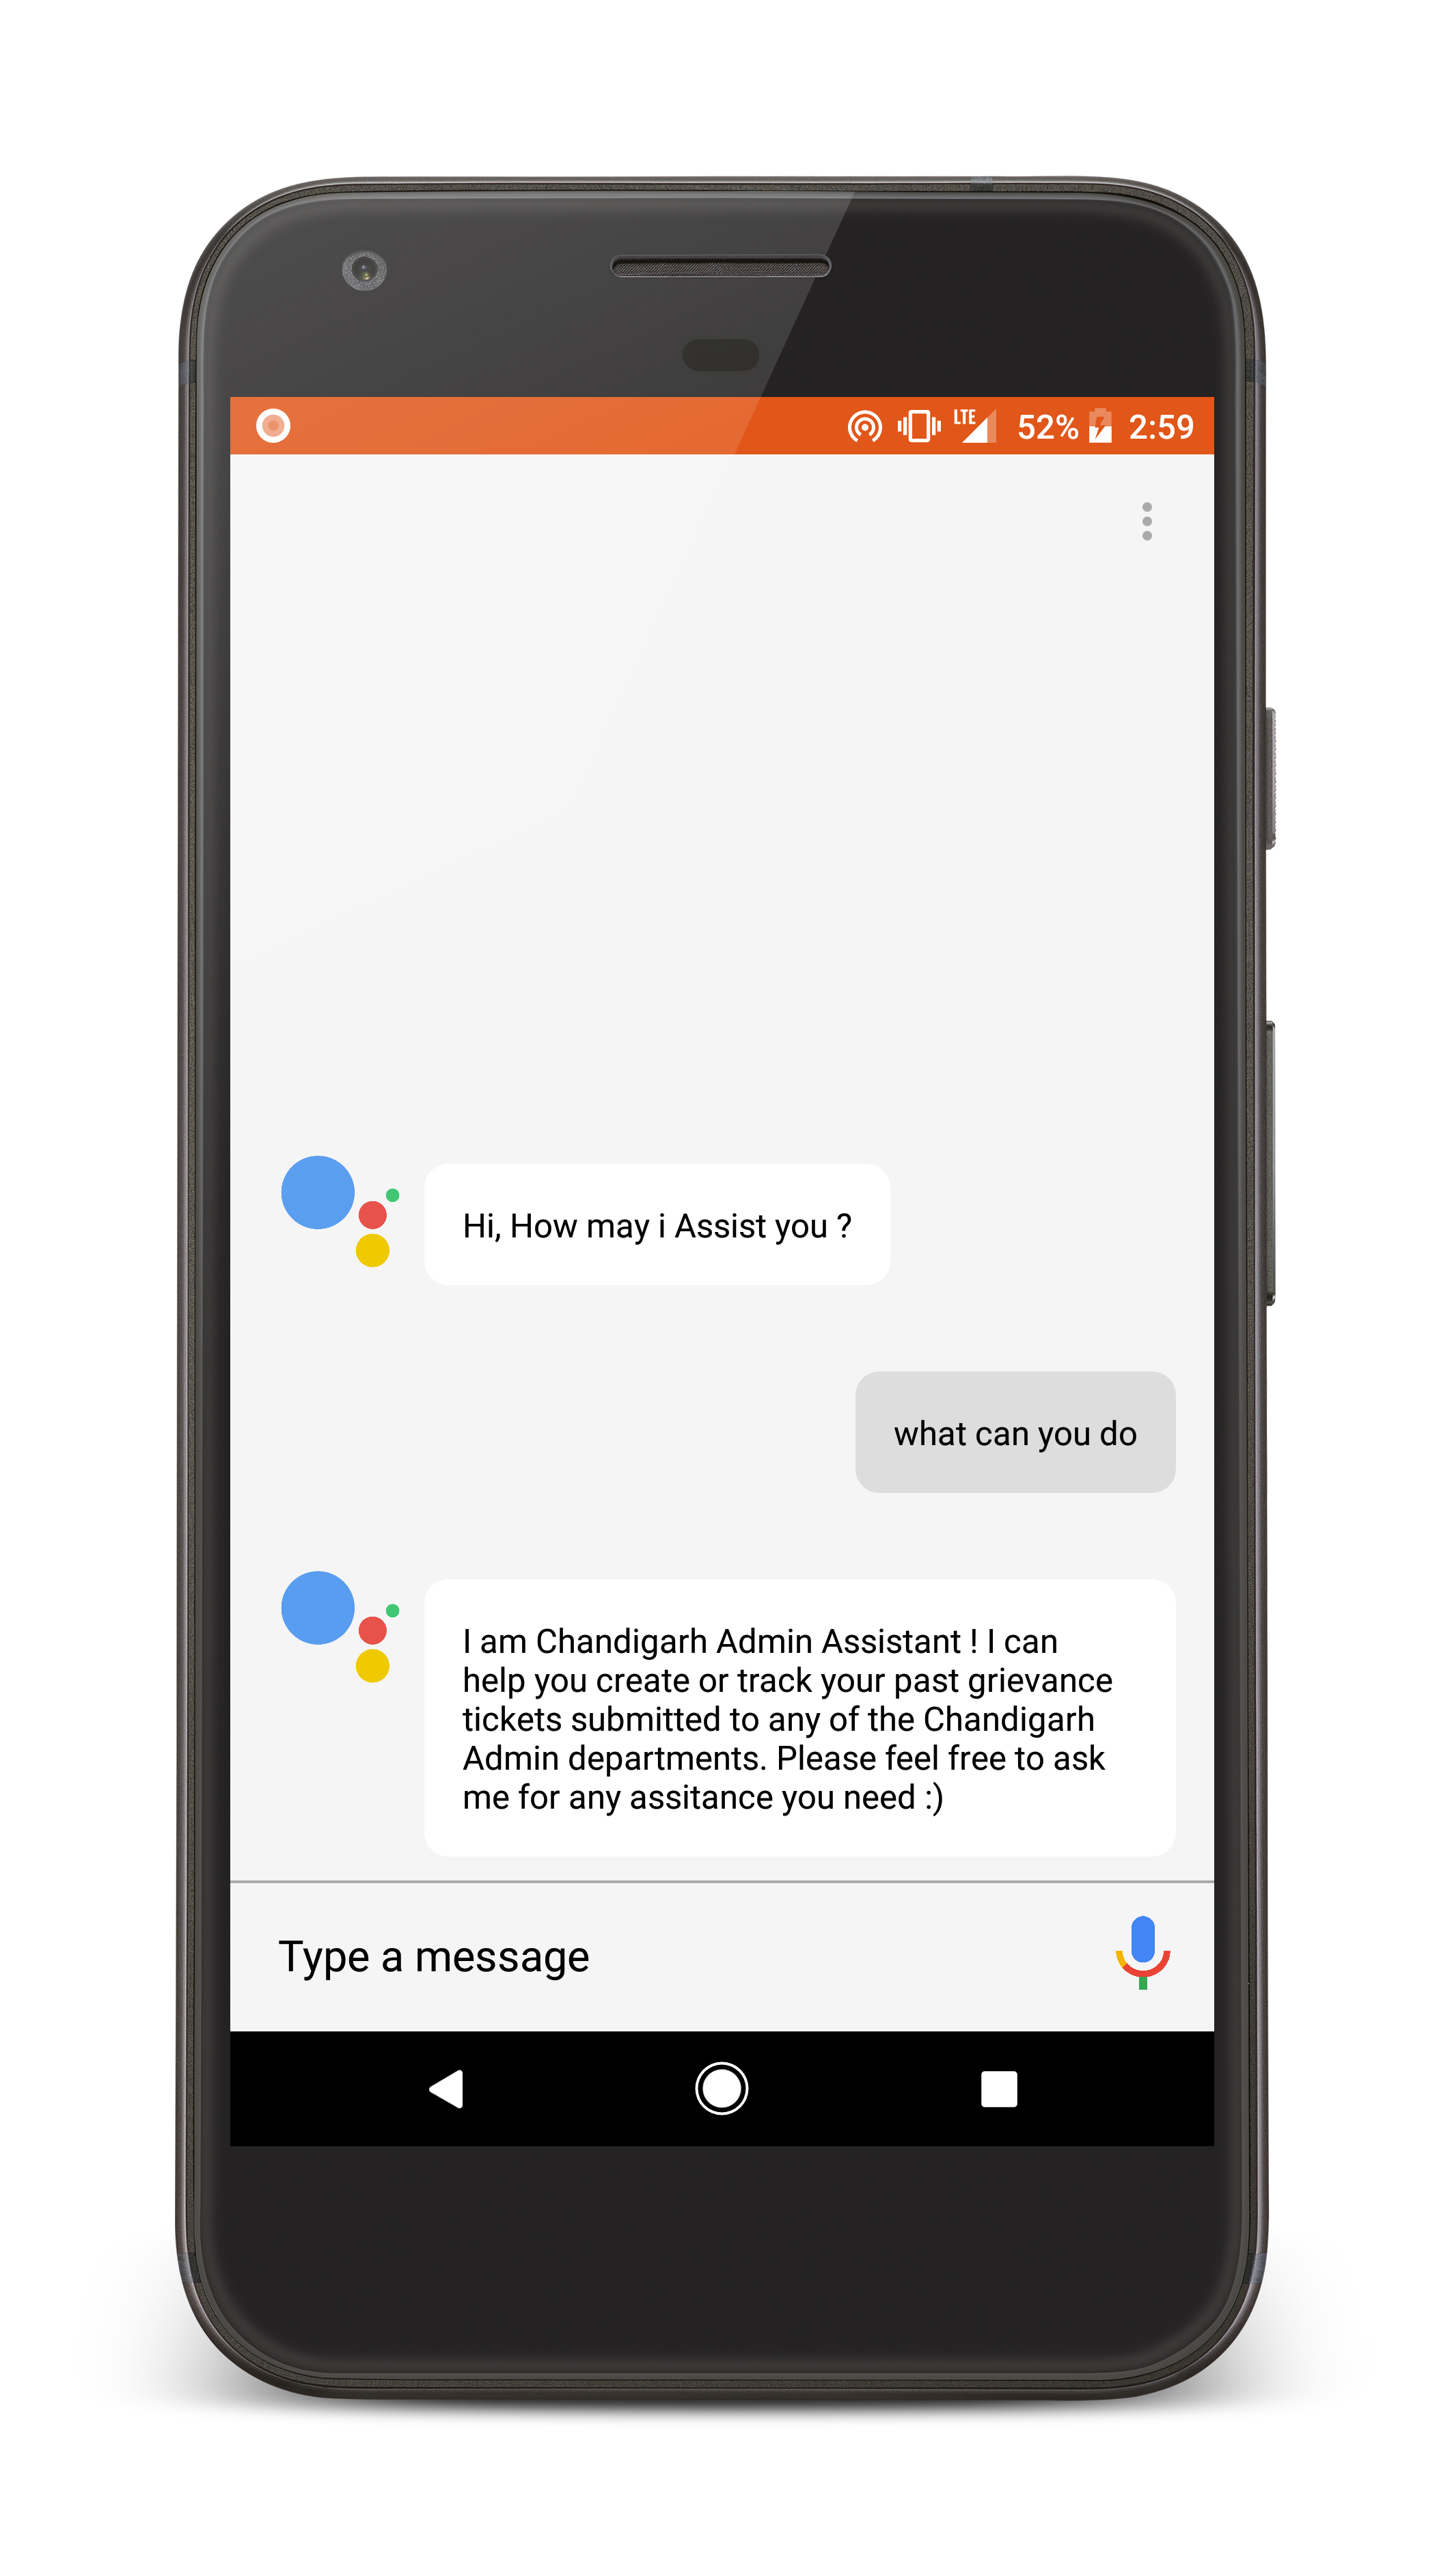 LTE 52% 2:59
Hi, How may i Assist you ?
what can you do
I am Chandigarh Admin Assistant ! I can
help you create or track your past grievance
tickets submitted to any of the Chandigarh
Admin departments. Please feel free to ask
me for any assitance you need :)
Type a message